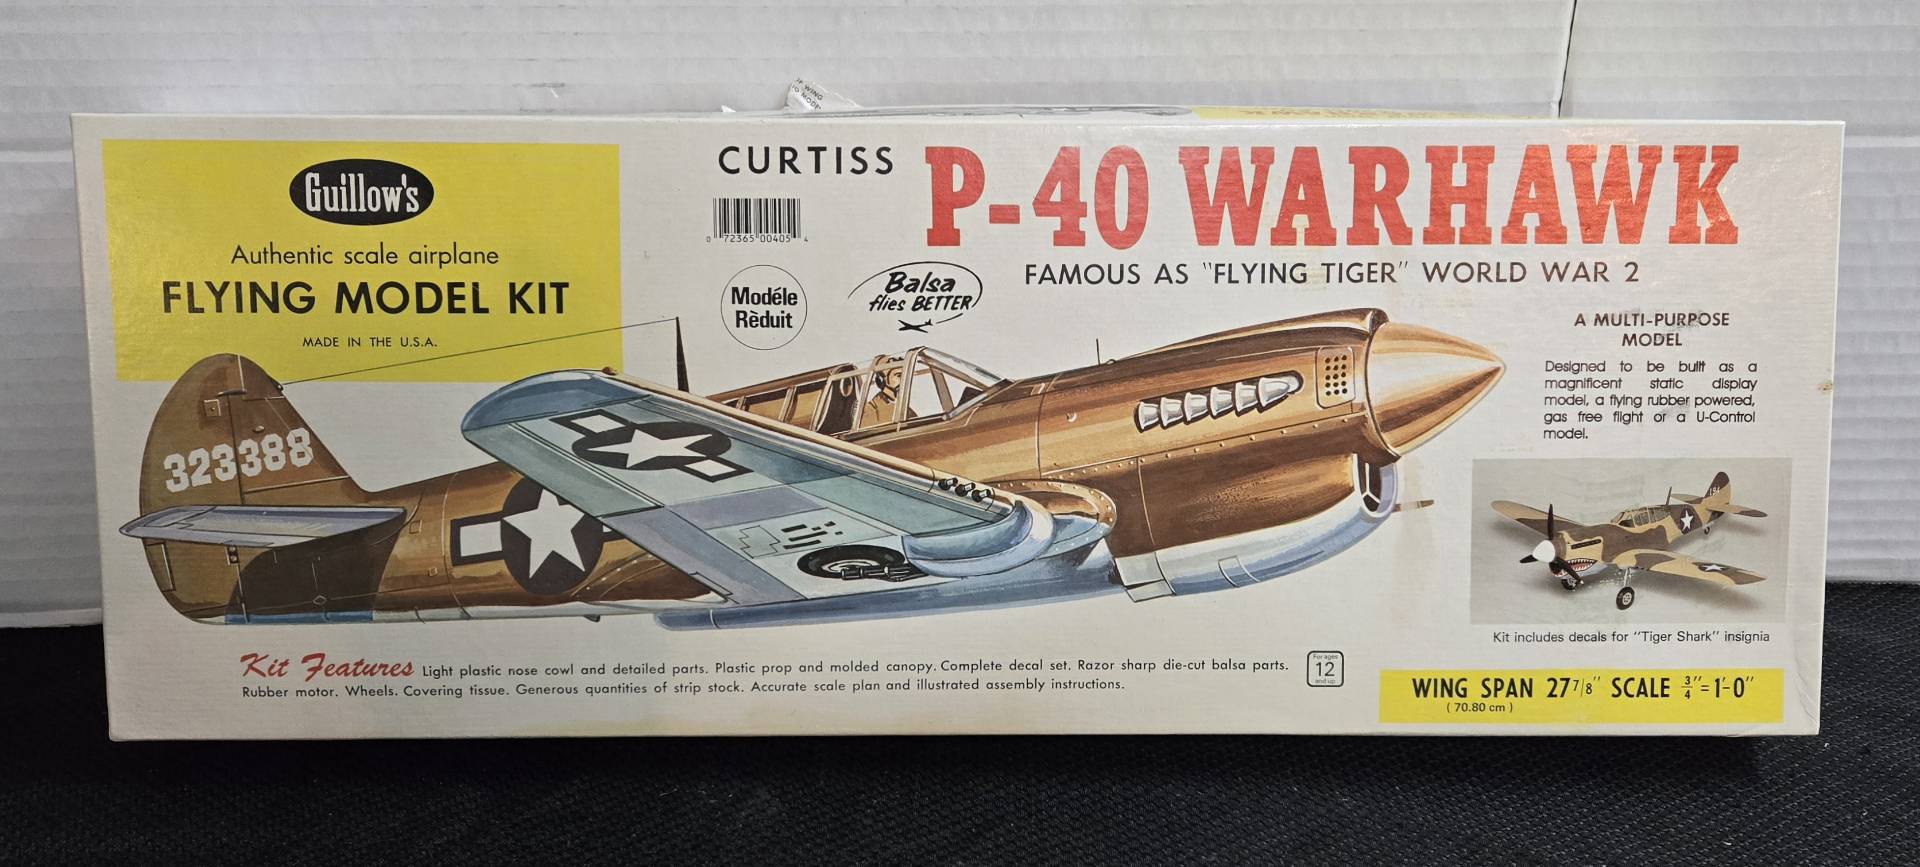 Guillow's
Authentic scale airplane
FLYING MODEL KIT
MADE IN THE U.S.A.
CURTISS P-40 WARHAWK
0 72365 00405 4
FAMOUS AS "FLYING TIGER" WORLD WAR 2
Modéle
Rèduit
Balsa
flies BETTER
A MULTI-PURPOSE
MODEL
Designed to be built as a
magnificent static display
model, a flying rubber powered,
gas free flight or a U-Control
model.
323388
194
Kit includes decals for "Tiger Shark" insignia
Kit Features Light plastic nose cowl and detailed parts. Plastic prop and molded canopy. Complete decal set. Razor sharp die-cut balsa parts.
Rubber motor. Wheels. Covering tissue. Generous quantities of strip stock. Accurate scale plan and illustrated assembly instructions.
For ages
12
and up
WING SPAN 27 7/8" SCALE 3/4"=1'-0"
(70.80 cm)